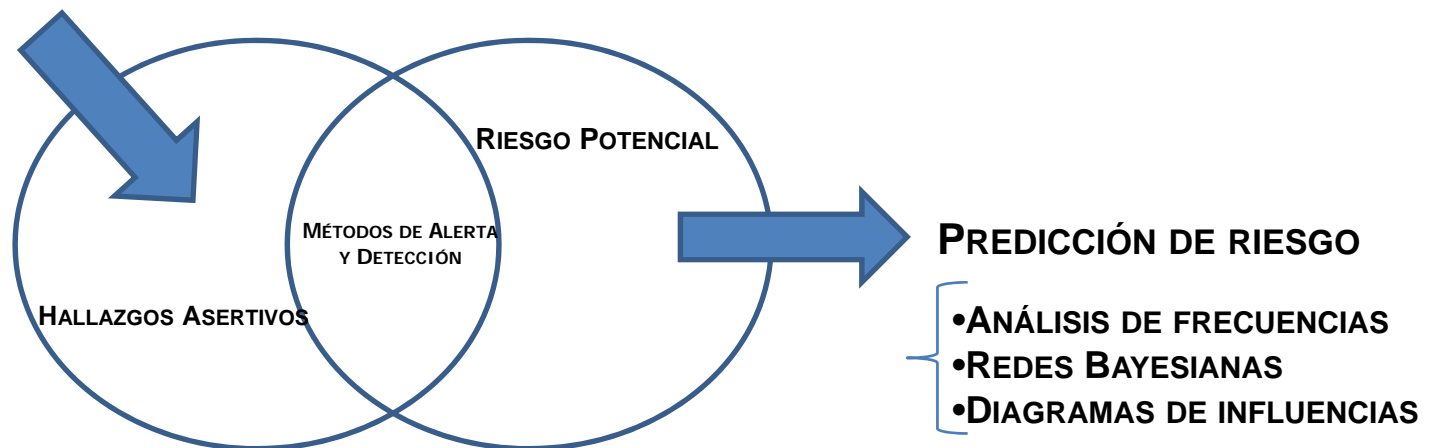 RIESGO POTENCIAL
MÉTODOS DE ALERTA
Y DETECCIÓN
HALLAZGOS ASERTIVOS
PREDICCIÓN DE RIESGO
•ANÁLISIS DE FRECUENCIAS
•REDES BAYESIANAS
•DIAGRAMAS DE INFLUENCIAS